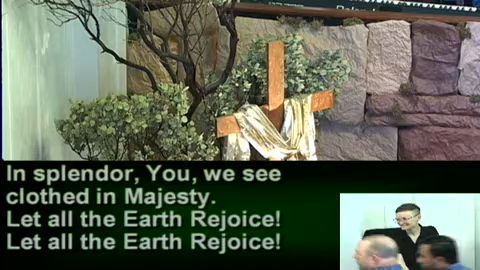 In splendor, You, we see
clothed in Majesty.
Let all the Earth Rejoice!
Let all the Earth Rejoice!